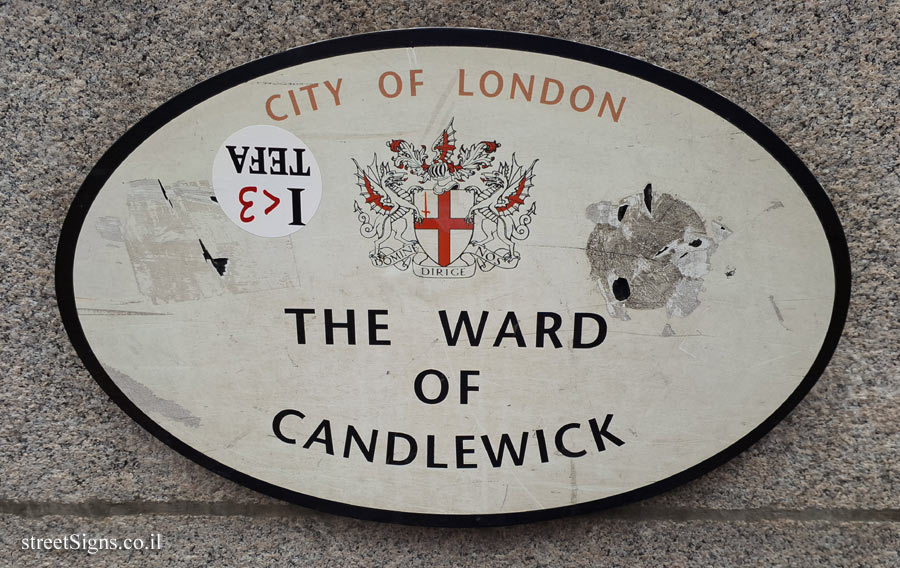 CITY OF LONDON
I <3
TEFA
DOMINE DIRIGE NOS
THE WARD
OF
CANDLEWICK
streetSigns.co.il